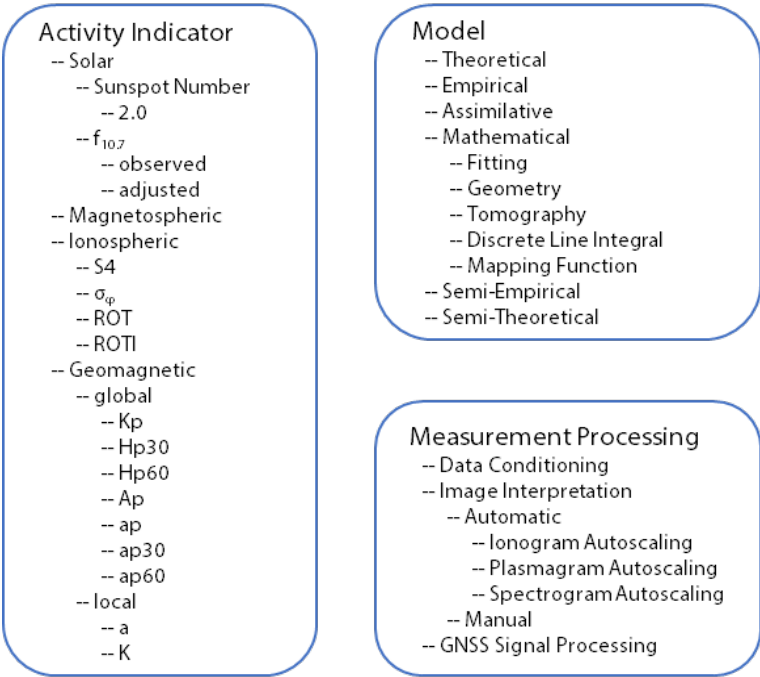 Activity Indicator
-- Solar
-- Sunspot Number
-- 2.0
-- f10.7
-- observed
-- adjusted
-- Magnetospheric
-- Ionospheric
-- S4
-- σφ
-- ROT
-- ROTI
-- Geomagnetic
-- global
-- Kp
-- Hp30
-- Hp60
-- Ap
-- ap
-- ap30
-- ap60
-- local
-- a
-- K
Model
-- Theoretical
-- Empirical
-- Assimilative
-- Mathematical
-- Fitting
-- Geometry
-- Tomography
-- Discrete Line Integral
-- Mapping Function
-- Semi-Empirical
-- Semi-Theoretical
Measurement Processing
-- Data Conditioning
-- Image Interpretation
-- Automatic
-- Ionogram Autoscaling
-- Plasmagram Autoscaling
-- Spectrogram Autoscaling
-- Manual
-- GNSS Signal Processing